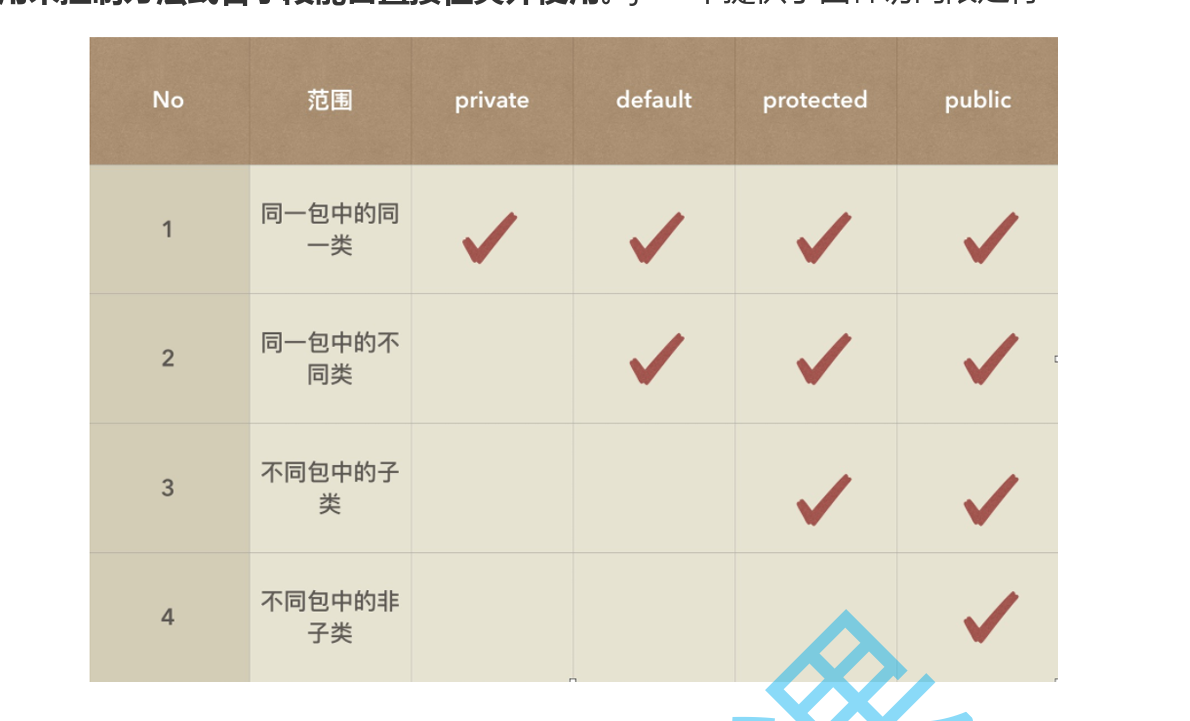 No 范围 private default protected public
1 同一包中的同
一类
2 同一包中的不
同类
3 不同包中的子
类
4 不同包中的非
子类